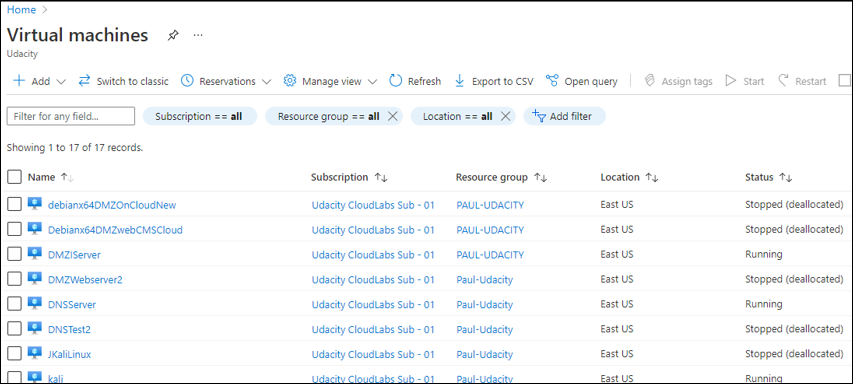 Home
Virtual machines ...
Udacity
Add Switch to classic Reservations Manage view Refresh Export to CSV Open query Assign tags Start Restart
Filter for any field... Subscription == all Resource group == all Location == all Add filter
Showing 1 to 17 of 17 records.
Name Subscription Resource group Location Status
debianx64DMZOnCloudNew Udacity CloudLabs Sub - 01 PAUL-UDACITY East US Stopped (deallocated)
Debianx64DMZwebCMSCloud Udacity CloudLabs Sub - 01 PAUL-UDACITY East US Stopped (deallocated)
DMZIServer Udacity CloudLabs Sub - 01 PAUL-UDACITY East US Running
DMZWebserver2 Udacity CloudLabs Sub - 01 Paul-Udacity East US Stopped (deallocated)
DNSServer Udacity CloudLabs Sub - 01 Paul-Udacity East US Running
DNSTest2 Udacity CloudLabs Sub - 01 Paul-Udacity East US Stopped (deallocated)
JKaliLinux Udacity CloudLabs Sub - 01 Paul-Udacity East US Stopped (deallocated)
kali Udacity CloudLabs Sub - 01 Paul-Udacity East US Running